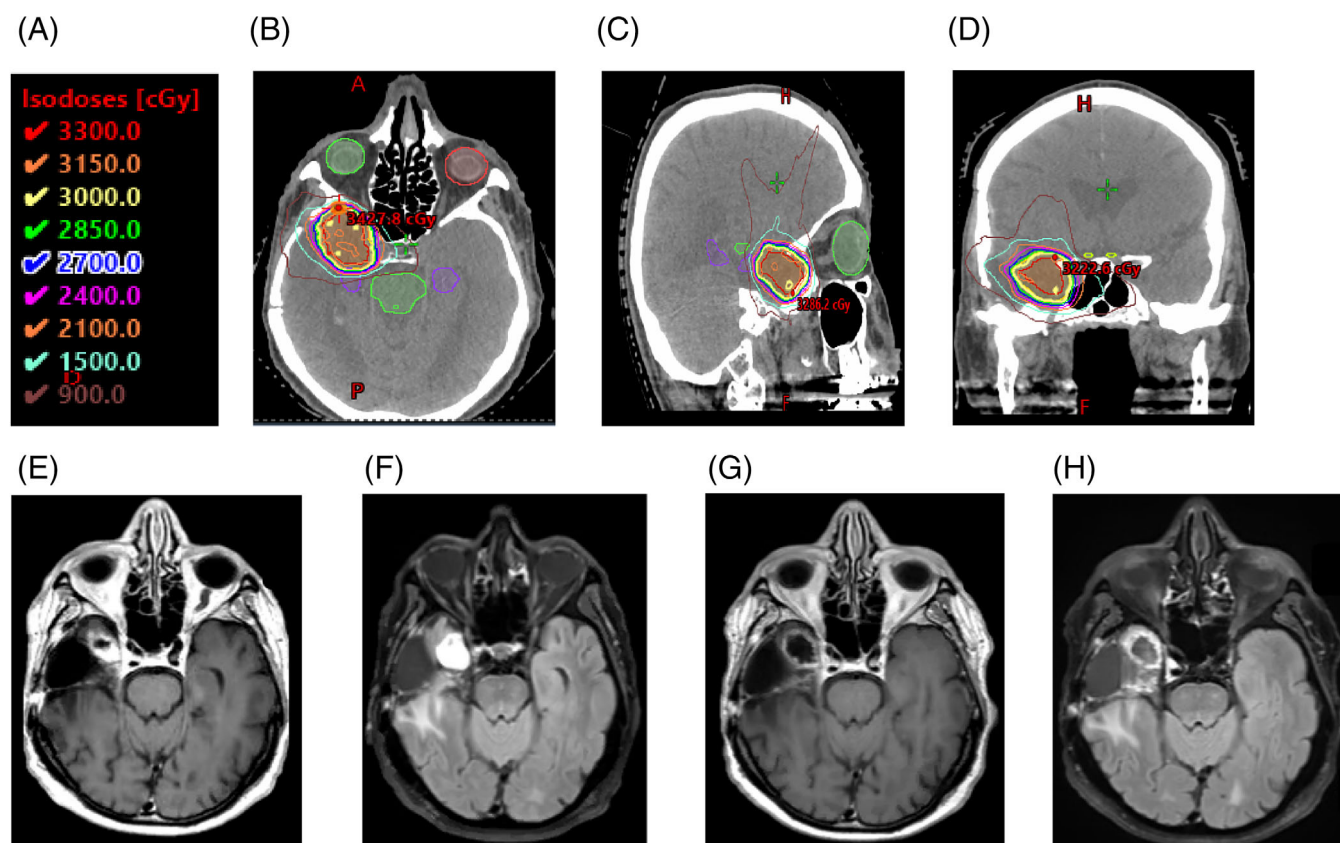 (A)
(B)
(C)
(D)
Isodoses [cGy]
✔ 3300.0
✔ 3150.0
✔ 3000.0
✔ 2850.0
✔ 2700.0
✔ 2400.0
✔ 2100.0
✔ 1500.0
D
✔ 900.0
A
3427.8 cGy
P
H
3286.2 cGy
F
H
3222.6 cGy
F
(E)
(F)
(G)
(H)